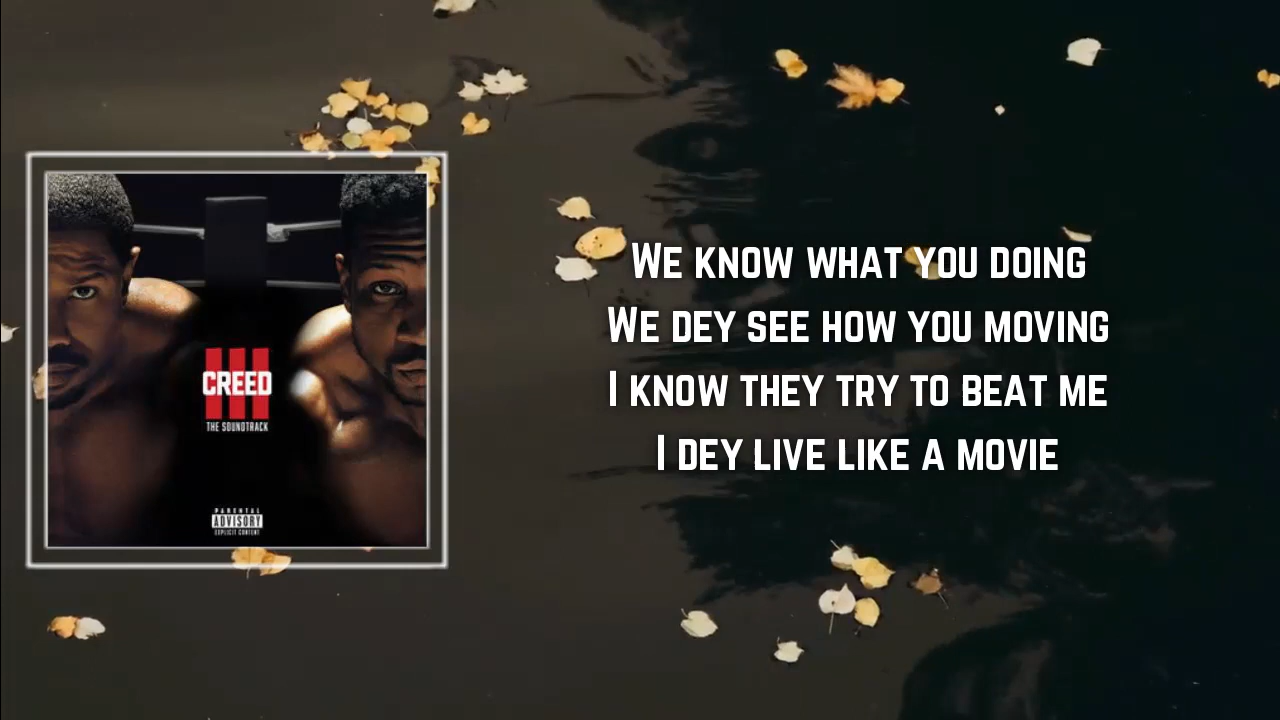 III
CREED
THE SOUNDTRACK
PARENTAL
ADVISORY
EXPLICIT CONTENT
WE KNOW WHAT YOU DOING
WE DEY SEE HOW YOU MOVING
I KNOW THEY TRY TO BEAT ME
I DEY LIVE LIKE A MOVIE